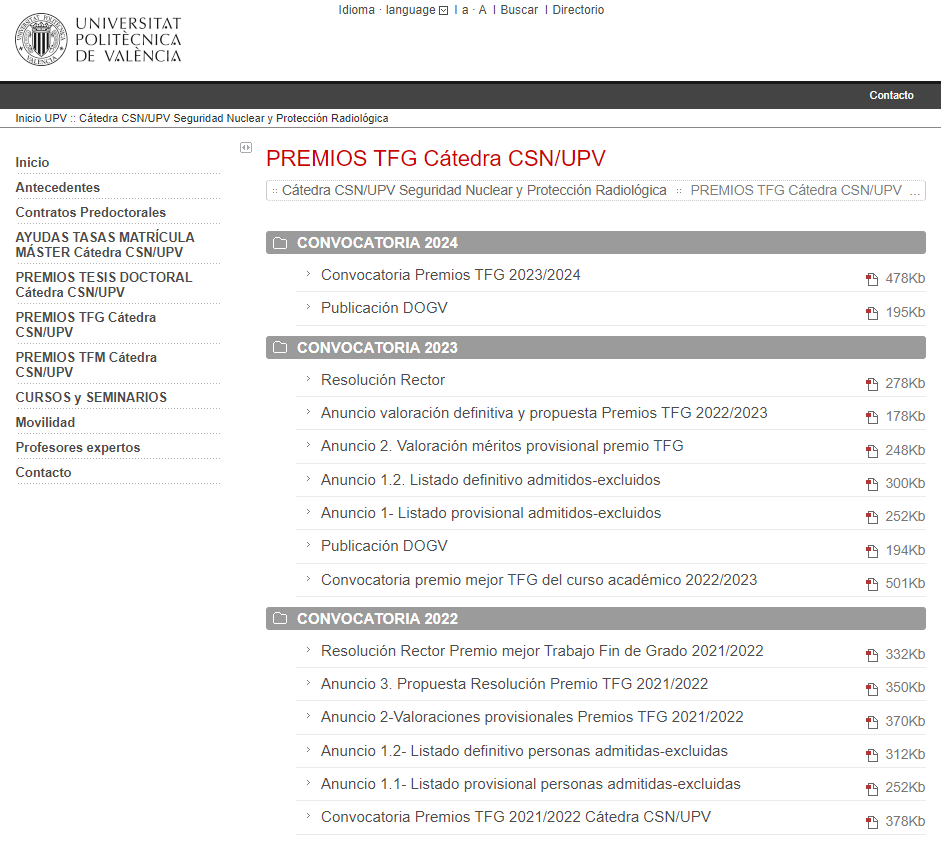 Idioma · language | a · A | Buscar | Directorio
UNIVERSITAT
POLITÈCNICA
DE VALÈNCIA
Contacto
Inicio UPV :: Cátedra CSN/UPV Seguridad Nuclear y Protección Radiológica
Inicio
Antecedentes
Contratos Predoctorales
AYUDAS TASAS MATRÍCULA
MÁSTER Cátedra CSN/UPV
PREMIOS TESIS DOCTORAL
Cátedra CSN/UPV
PREMIOS TFG Cátedra
CSN/UPV
PREMIOS TFM Cátedra
CSN/UPV
CURSOS y SEMINARIOS
Movilidad
Profesores expertos
Contacto
PREMIOS TFG Cátedra CSN/UPV
:: Cátedra CSN/UPV Seguridad Nuclear y Protección Radiológica :: PREMIOS TFG Cátedra CSN/UPV ...
CONVOCATORIA 2024
Convocatoria Premios TFG 2023/2024 478Kb
Publicación DOGV 195Kb
CONVOCATORIA 2023
Resolución Rector 278Kb
Anuncio valoración definitiva y propuesta Premios TFG 2022/2023 178Kb
Anuncio 2. Valoración méritos provisional premio TFG 248Kb
Anuncio 1.2. Listado definitivo admitidos-excluidos 300Kb
Anuncio 1- Listado provisional admitidos-excluidos 252Kb
Publicación DOGV 194Kb
Convocatoria premio mejor TFG del curso académico 2022/2023 501Kb
CONVOCATORIA 2022
Resolución Rector Premio mejor Trabajo Fin de Grado 2021/2022 332Kb
Anuncio 3. Propuesta Resolución Premio TFG 2021/2022 350Kb
Anuncio 2-Valoraciones provisionales Premios TFG 2021/2022 370Kb
Anuncio 1.2- Listado definitivo personas admitidas-excluidas 312Kb
Anuncio 1.1- Listado provisional personas admitidas-excluidas 252Kb
Convocatoria Premios TFG 2021/2022 Cátedra CSN/UPV 378Kb